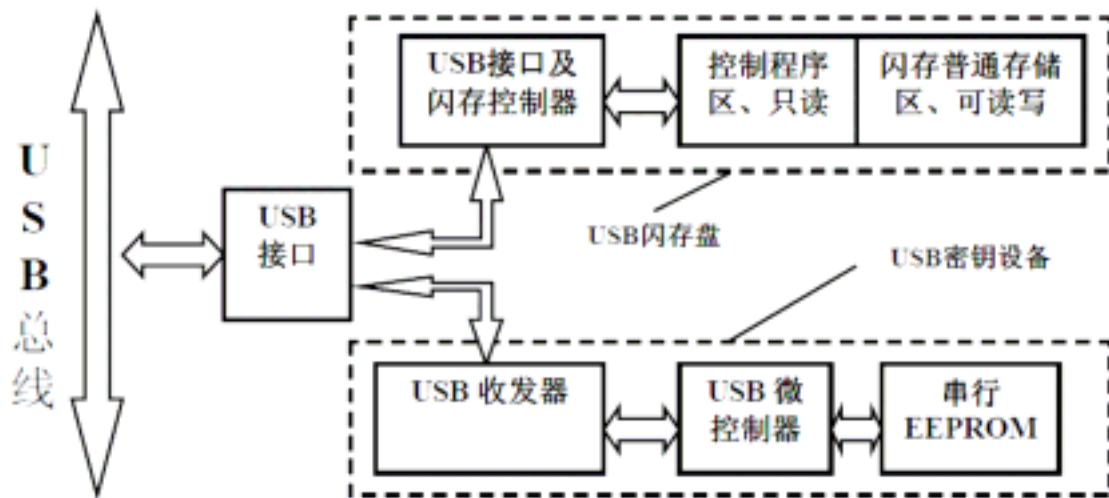 USB总线
USB
接口
USB接口及
闪存控制器
控制程序
区、只读
闪存普通存储
区、可读写
USB闪存盘
USB密钥设备
USB 收发器
USB 微
控制器
串行
EEPROM